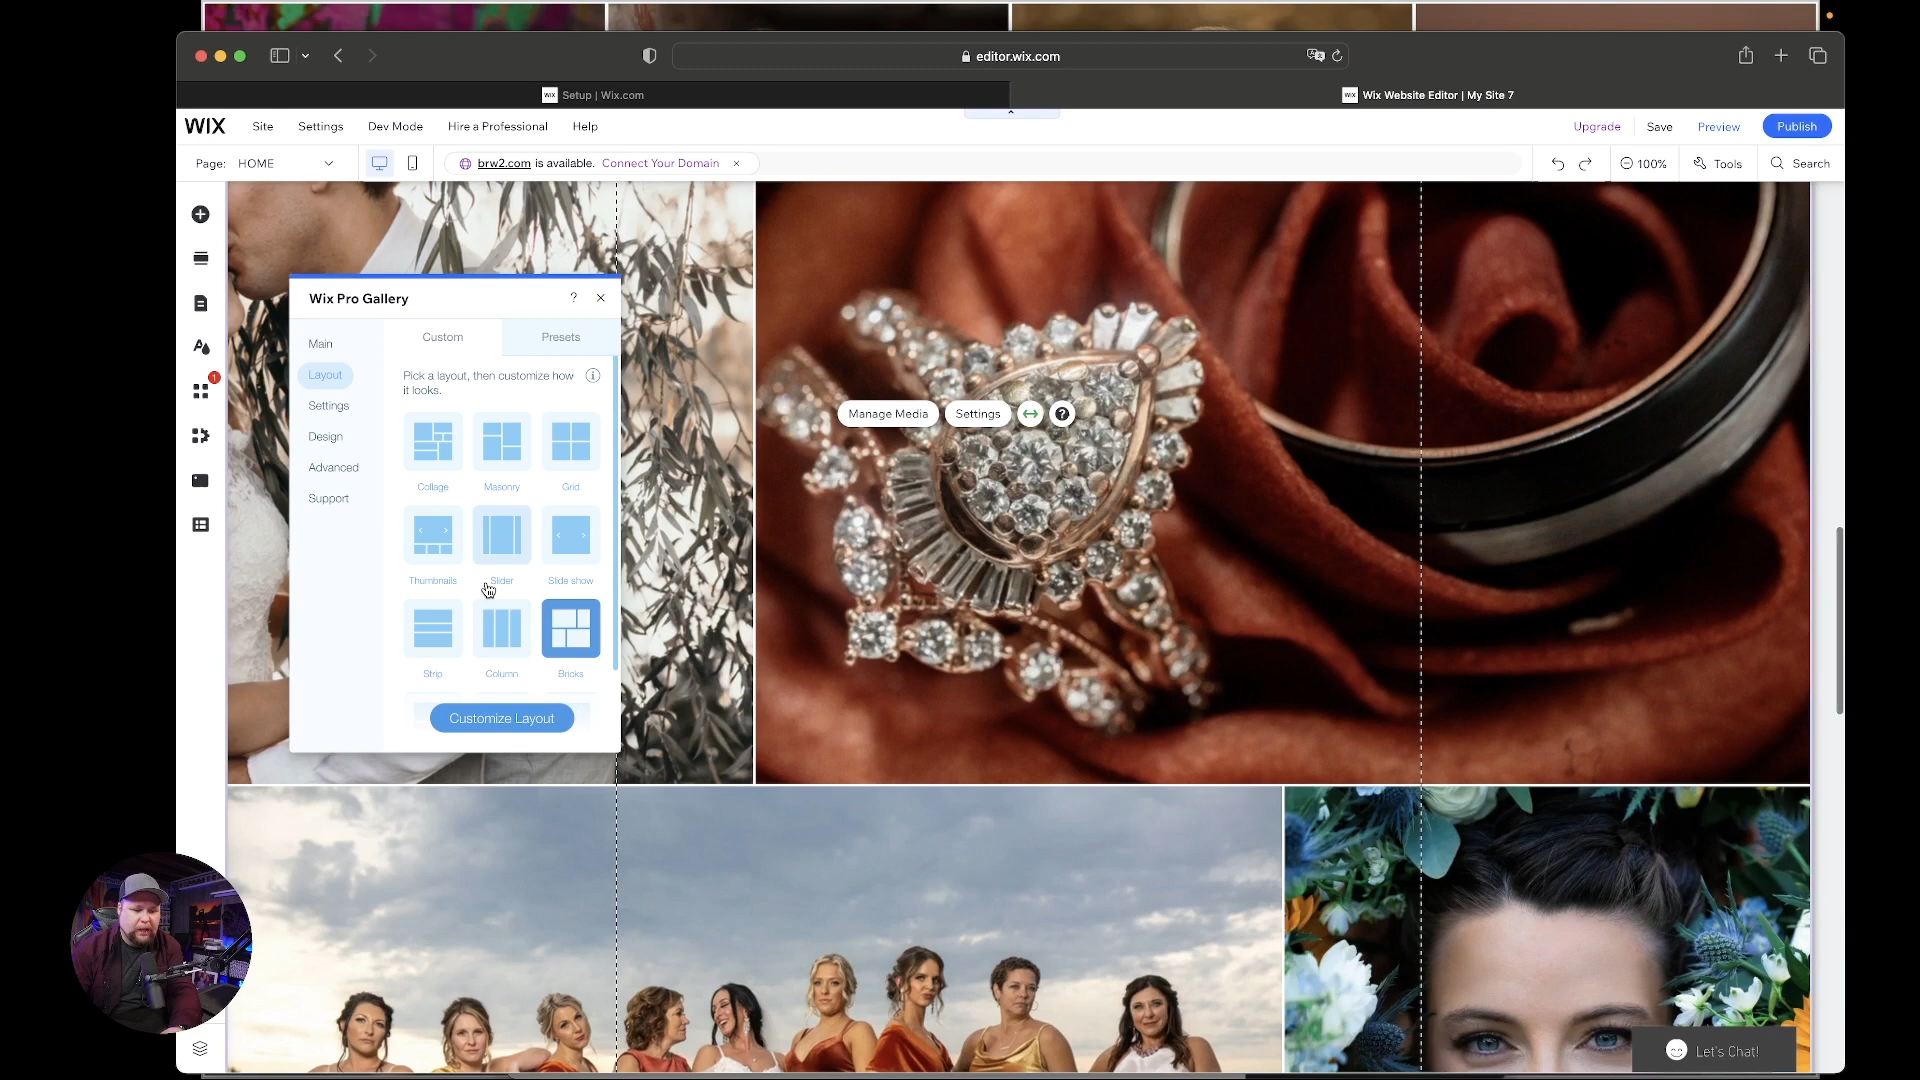 editor.wix.com
WIX Setup | Wix.com
WIX Wix Website Editor | My Site 7
WIX Site Settings Dev Mode Hire a Professional Help Upgrade Save Preview Publish
Page: HOME brw2.com is available. Connect Your Domain 100% Tools Search
1
Wix Pro Gallery ?
Main
Layout
Settings
Design
Advanced
Support
Custom Presets
Pick a layout, then customize how
it looks.
Collage Masonry Grid
Thumbnails Slider Slide show
Strip Column Bricks
Customize Layout
Manage Media Settings ?
Let's Chat!